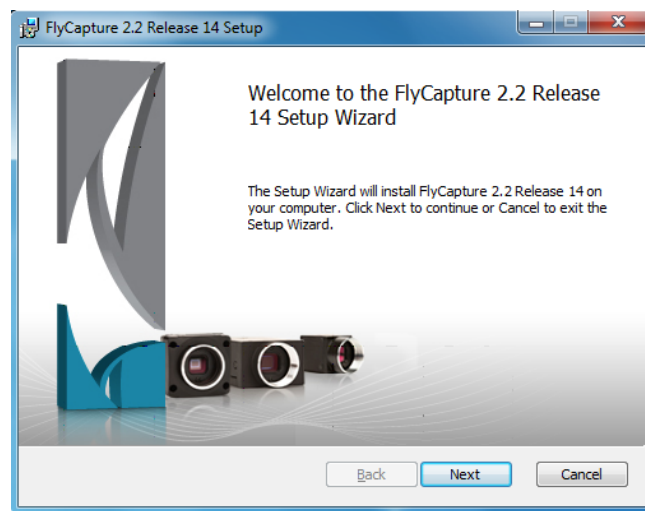 FlyCapture 2.2 Release 14 Setup
Welcome to the FlyCapture 2.2 Release
14 Setup Wizard
The Setup Wizard will install FlyCapture 2.2 Release 14 on
your computer. Click Next to continue or Cancel to exit the
Setup Wizard.
Back Next Cancel